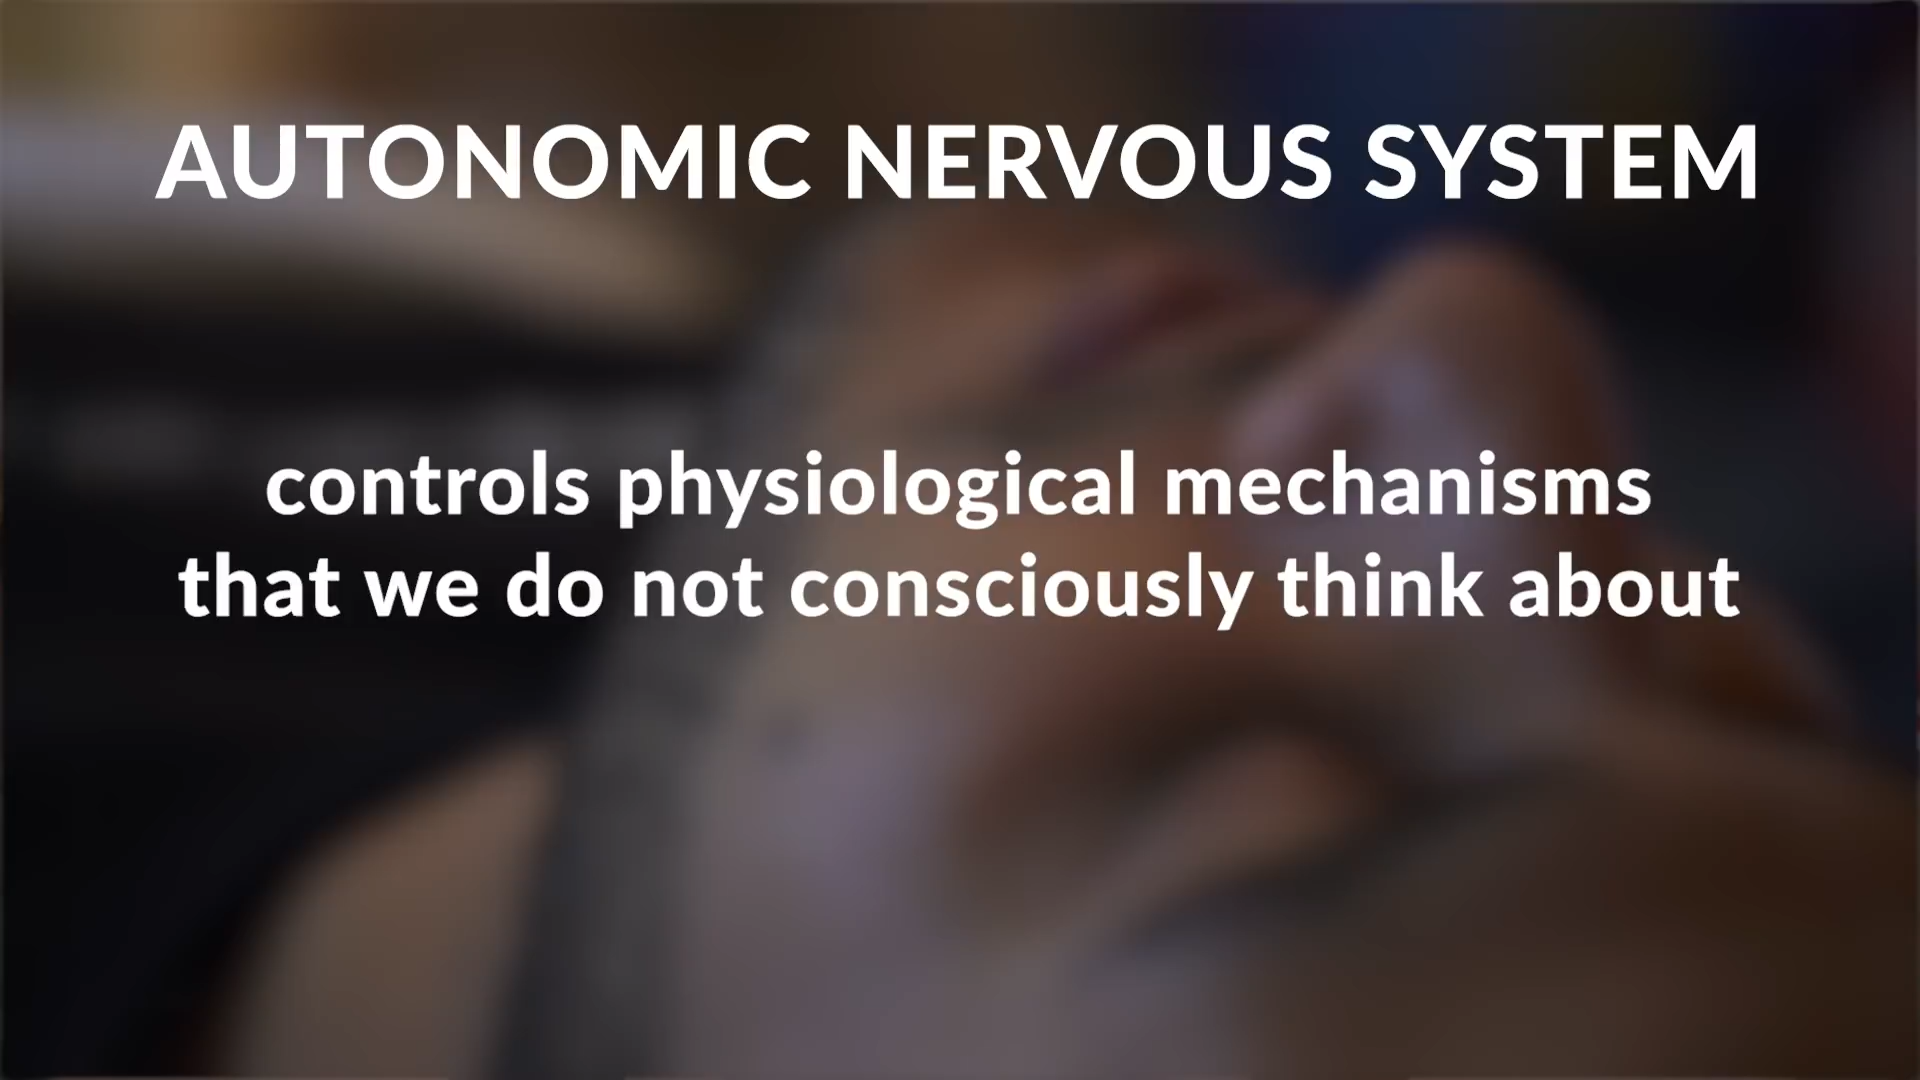 AUTONOMIC NERVOUS SYSTEM
controls physiological mechanisms
that we do not consciously think about